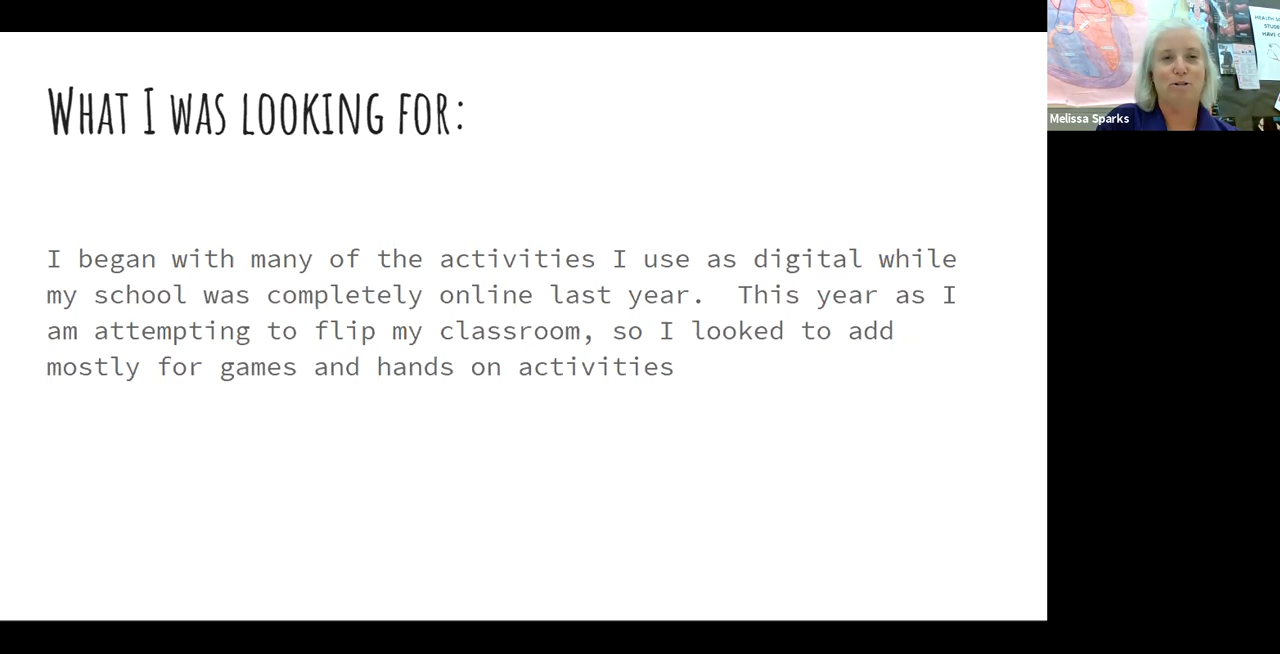 WHAT I WAS LOOKING FOR:
I began with many of the activities I use as digital while
my school was completely online last year.  This year as I
am attempting to flip my classroom, so I looked to add
mostly for games and hands on activities
Melissa Sparks